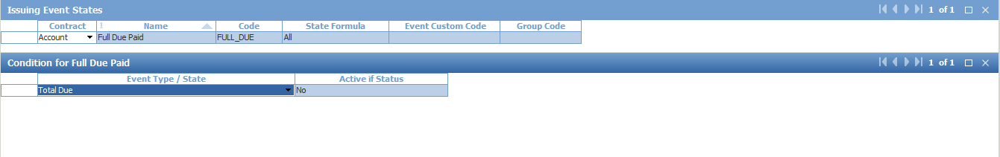 Issuing Event States 1 of 1
Contract 1 Name Code State Formula Event Custom Code Group Code
Account Full Due Paid FULL_DUE All
Condition for Full Due Paid 1 of 1
Event Type / State Active if Status
Total Due No